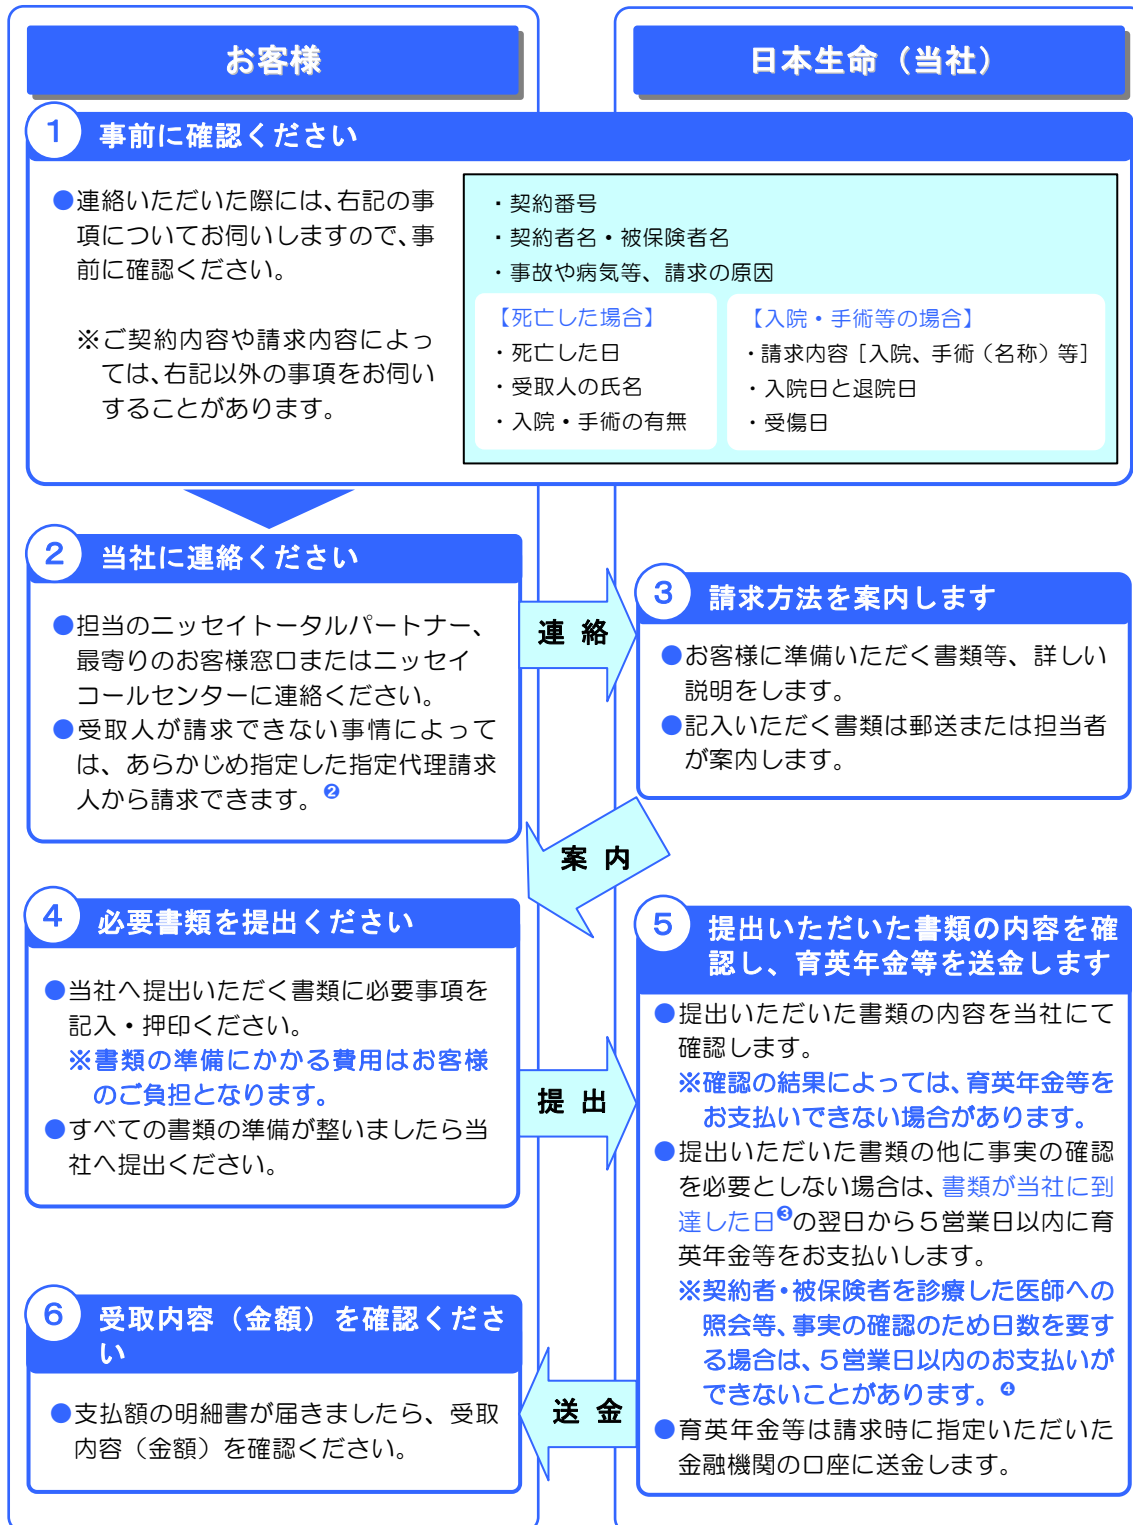 お客様
日本生命（当社）
1 事前に確認ください
●連絡いただいた際には、右記の事
項についてお伺いしますので、事
前に確認ください。
※ご契約内容や請求内容によっ
ては、右記以外の事項をお伺い
することがあります。
・契約番号
・契約者名・被保険者名
・事故や病気等、請求の原因
【死亡した場合】
・死亡した日
・受取人の氏名
・入院・手術の有無
【入院・手術等の場合】
・請求内容［入院、手術（名称）等］
・入院日と退院日
・受傷日
2 当社に連絡ください
●担当のニッセイトータルパートナー、
最寄りのお客様窓口またはニッセイ
コールセンターに連絡ください。
●受取人が請求できない事情によって
は、あらかじめ指定した指定代理請求
人から請求できます。❷
連絡
3 請求方法を案内します
●お客様に準備いただく書類等、詳しい
説明をします。
●記入いただく書類は郵送または担当者
が案内します。
案内
4 必要書類を提出ください
●当社へ提出いただく書類に必要事項を
記入・押印ください。
※書類の準備にかかる費用はお客様
のご負担となります。
●すべての書類の準備が整いましたら当
社へ提出ください。
提出
5 提出いただいた書類の内容を確
認し、育英年金等を送金します
●提出いただいた書類の内容を当社にて
確認します。
※確認の結果によっては、育英年金等を
お支払いできない場合があります。
●提出いただいた書類の他に事実の確認
を必要としない場合は、書類が当社に到
達した日❸の翌日から５営業日以内に育
英年金等をお支払いします。
※契約者・被保険者を診療した医師への
照会等、事実の確認のため日数を要す
る場合は、５営業日以内のお支払いが
できないことがあります。❹
●育英年金等は請求時に指定いただいた
金融機関の口座に送金します。
送金
6 受取内容（金額）を確認くださ
い
●支払額の明細書が届きましたら、受取
内容（金額）を確認ください。